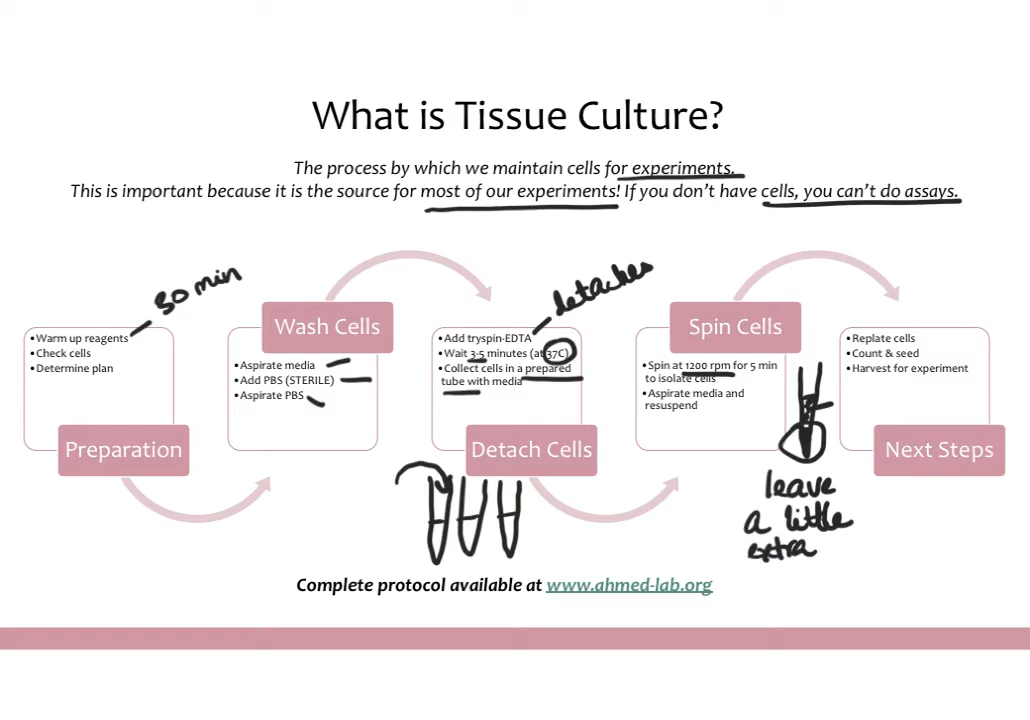 What is Tissue Culture?
The process by which we maintain cells for experiments.
This is important because it is the source for most of our experiments! If you don't have cells, you can't do assays.
30 min
•Warm up reagents
•Check cells
•Determine plan
Preparation
Wash Cells
•Aspirate media
•Add PBS (STERILE)
•Aspirate PBS
detaches
•Add tryspin-EDTA
•Wait 3-5 minutes (at 37C)
•Collect cells in a prepared
tube with media
Detach Cells
Spin Cells
•Spin at 1200 rpm for 5 min
to isolate cells
•Aspirate media and
resuspend
leave
a little
extra
•Replate cells
•Count & seed
•Harvest for experiment
Next Steps
Complete protocol available at www.ahmed-lab.org